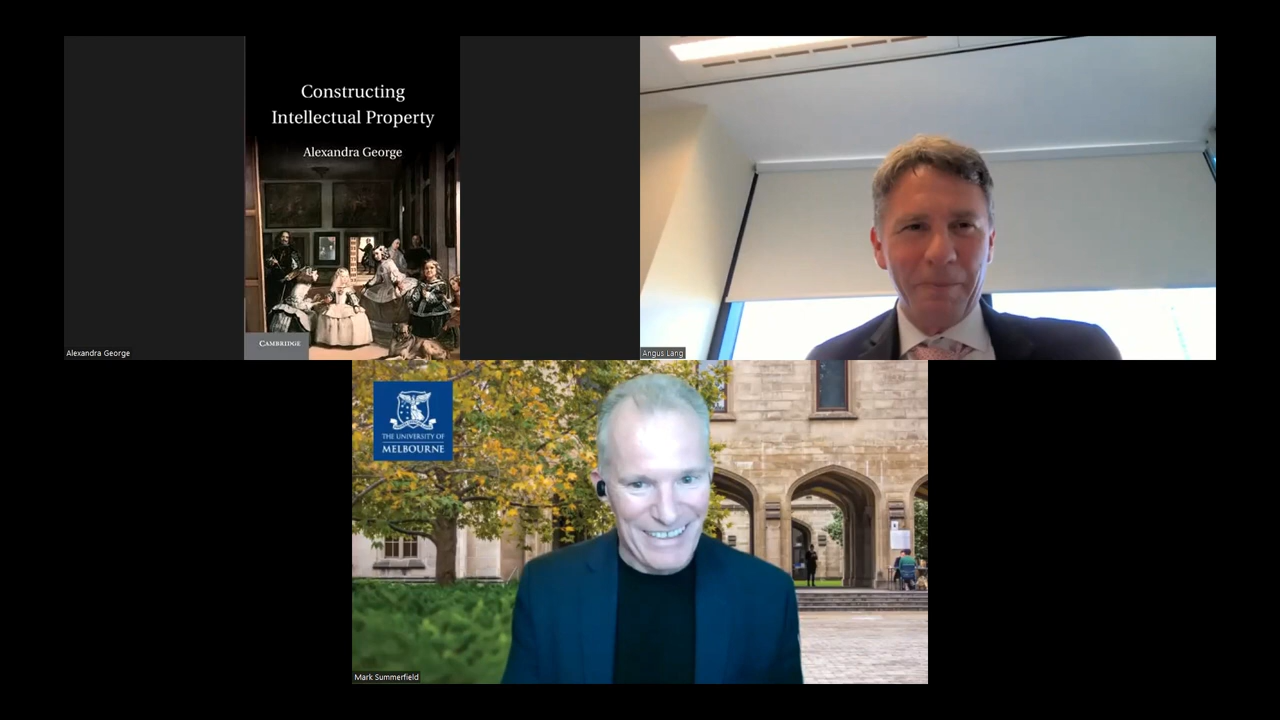 Constructing
Intellectual Property
Alexandra George
CAMBRIDGE
Alexandra George
Angus Lang
THE UNIVERSITY OF
MELBOURNE
Mark Summerfield